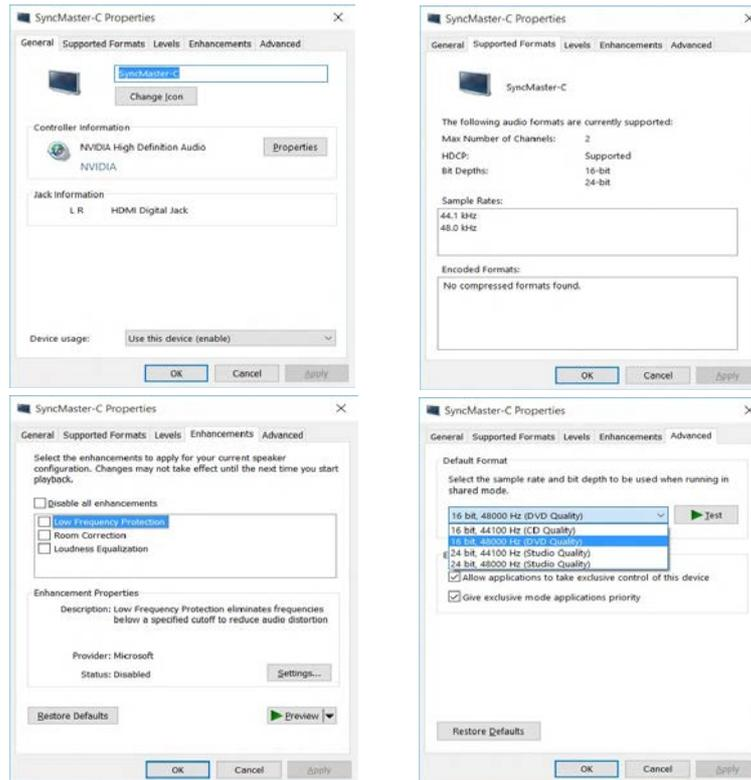 SyncMaster-C Properties
General Supported Formats Levels Enhancements Advanced
SyncMaster-C
Change Icon
Controller Information
NVIDIA High Definition Audio
Properties
NVIDIA
Jack Information
L R HDMI Digital Jack
Device usage: Use this device (enable)
OK Cancel Apply
SyncMaster-C Properties
General Supported Formats Levels Enhancements Advanced
SyncMaster-C
The following audio formats are currently supported:
Max Number of Channels: 2
HDCP: Supported
Bit Depths: 16-bit
24-bit
Sample Rates:
44.1 kHz
48.0 kHz
Encoded Formats:
No compressed formats found.
OK Cancel Apply
SyncMaster-C Properties
General Supported Formats Levels Enhancements Advanced
Select the enhancements to apply for your current speaker
configuration. Changes may not take effect until the next time you start
playback.
Disable all enhancements
Low Frequency Protection
Room Correction
Loudness Equalization
Enhancement Properties
Description: Low Frequency Protection eliminates frequencies
below a specified cutoff to reduce audio distortion
Provider: Microsoft
Status: Disabled
Settings...
Restore Defaults
Preview
OK Cancel Apply
SyncMaster-C Properties
General Supported Formats Levels Enhancements Advanced
Default Format
Select the sample rate and bit depth to be used when running in
shared mode.
16 bit, 48000 Hz (DVD Quality)
Test
16 bit, 44100 Hz (CD Quality)
16 bit, 48000 Hz (DVD Quality)
24 bit, 44100 Hz (Studio Quality)
24 bit, 48000 Hz (Studio Quality)
Allow applications to take exclusive control of this device
Give exclusive mode applications priority
Restore Defaults
OK Cancel Apply